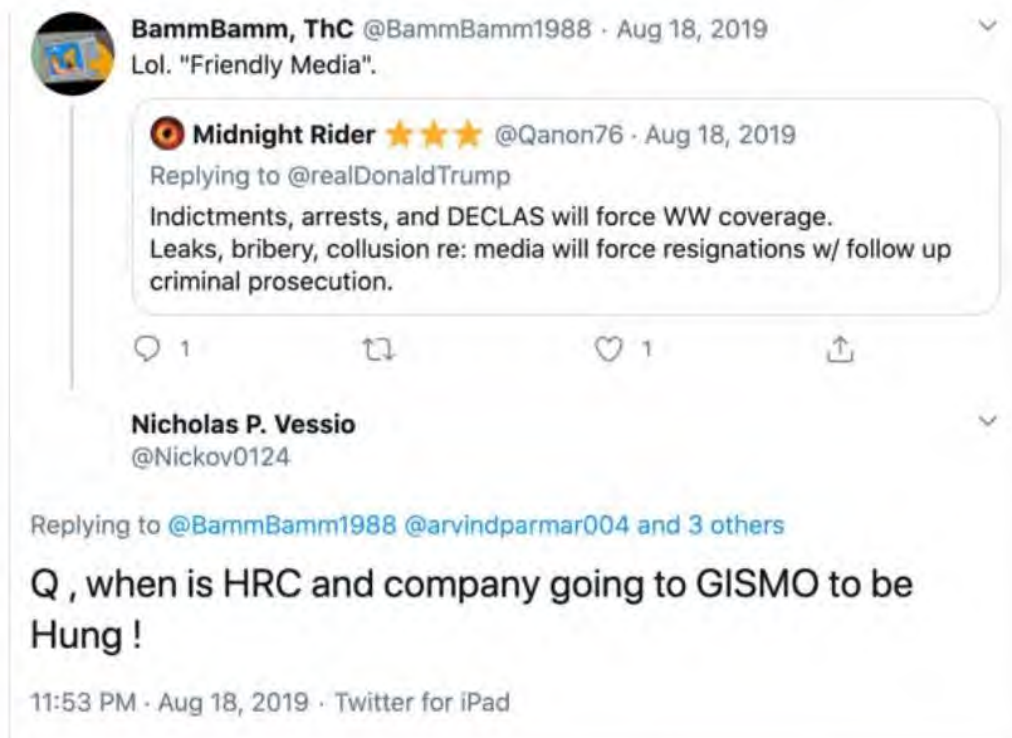 BammBamm, ThC @BammBamm1988 · Aug 18, 2019
Lol. "Friendly Media".
Midnight Rider ⭐⭐⭐ @Qanon76 · Aug 18, 2019
Replying to @realDonaldTrump
Indictments, arrests, and DECLAS will force WW coverage.
Leaks, bribery, collusion re: media will force resignations w/ follow up
criminal prosecution.
1 1
Nicholas P. Vessio
@Nickov0124
Replying to @BammBamm1988 @arvindparmar004 and 3 others
Q , when is HRC and company going to GISMO to be
Hung !
11:53 PM · Aug 18, 2019 · Twitter for iPad